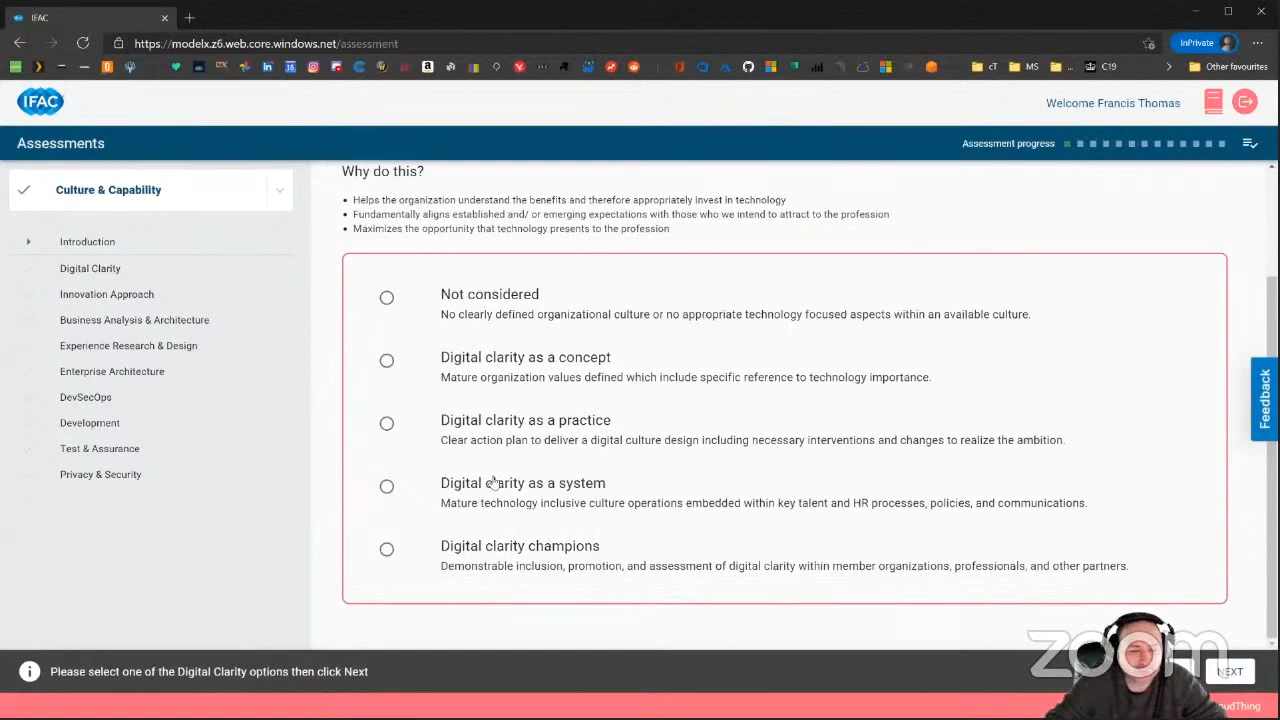 IFAC
https://modelx.z6.web.core.windows.net/assessment
InPrivate
cT
MS
C19
Other favourites
IFAC
Welcome Francis Thomas
Assessments
Assessment progress
Culture & Capability
Introduction
Digital Clarity
Innovation Approach
Business Analysis & Architecture
Experience Research & Design
Enterprise Architecture
DevSecOps
Development
Test & Assurance
Privacy & Security
Why do this?
Helps the organization understand the benefits and therefore appropriately invest in technology
Fundamentally aligns established and/ or emerging expectations with those who we intend to attract to the profession
Maximizes the opportunity that technology presents to the profession
Not considered
No clearly defined organizational culture or no appropriate technology focused aspects within an available culture.
Digital clarity as a concept
Mature organization values defined which include specific reference to technology importance.
Digital clarity as a practice
Clear action plan to deliver a digital culture design including necessary interventions and changes to realize the ambition.
Digital clarity as a system
Mature technology inclusive culture operations embedded within key talent and HR processes, policies, and communications.
Digital clarity champions
Demonstrable inclusion, promotion, and assessment of digital clarity within member organizations, professionals, and other partners.
Feedback
zoom
Please select one of the Digital Clarity options then click Next
NEXT
udThing